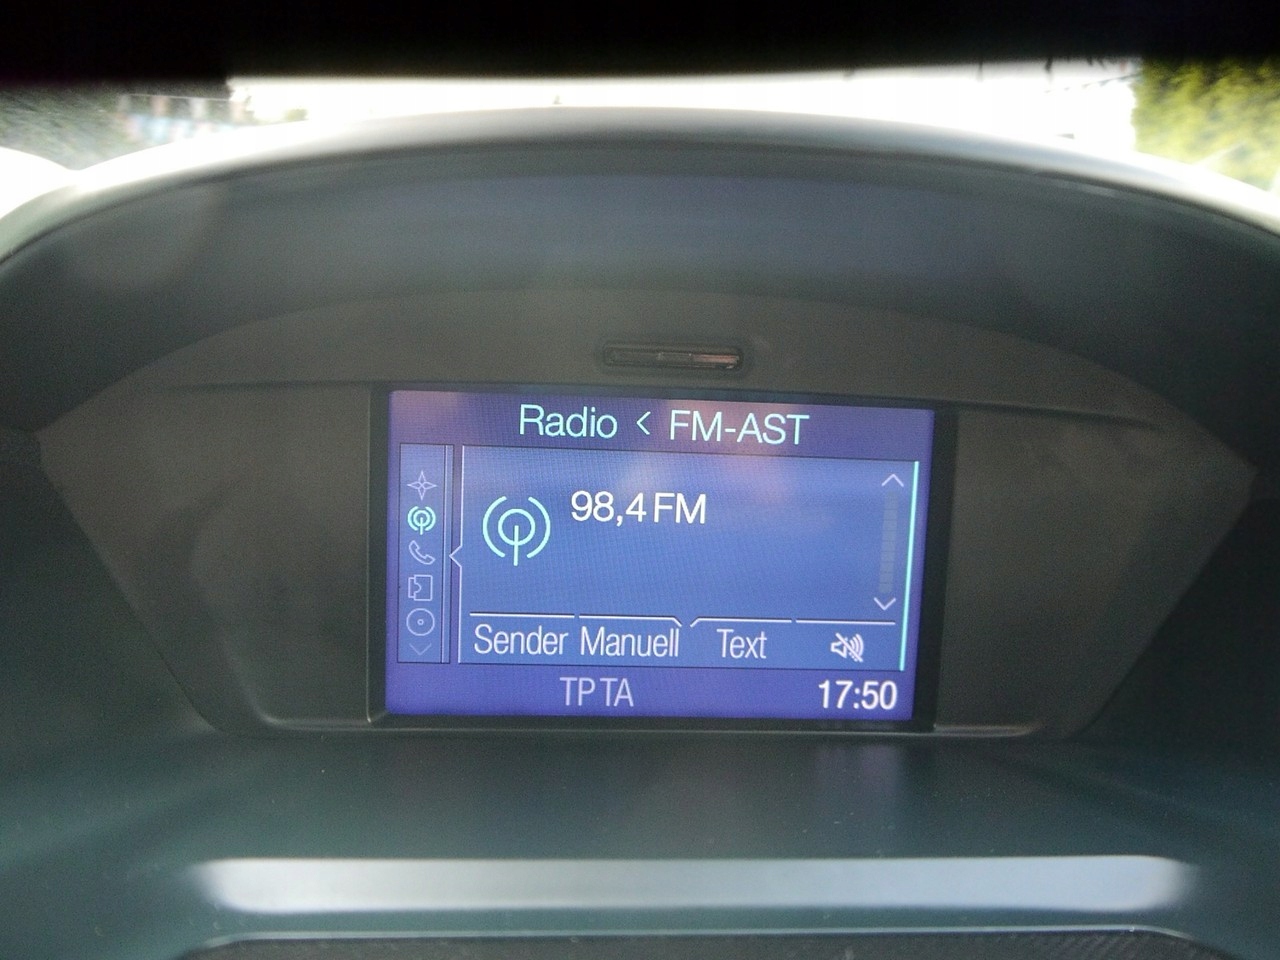 Radio < FM-AST
98,4 FM
Sender Manuell Text
TP TA 17:50